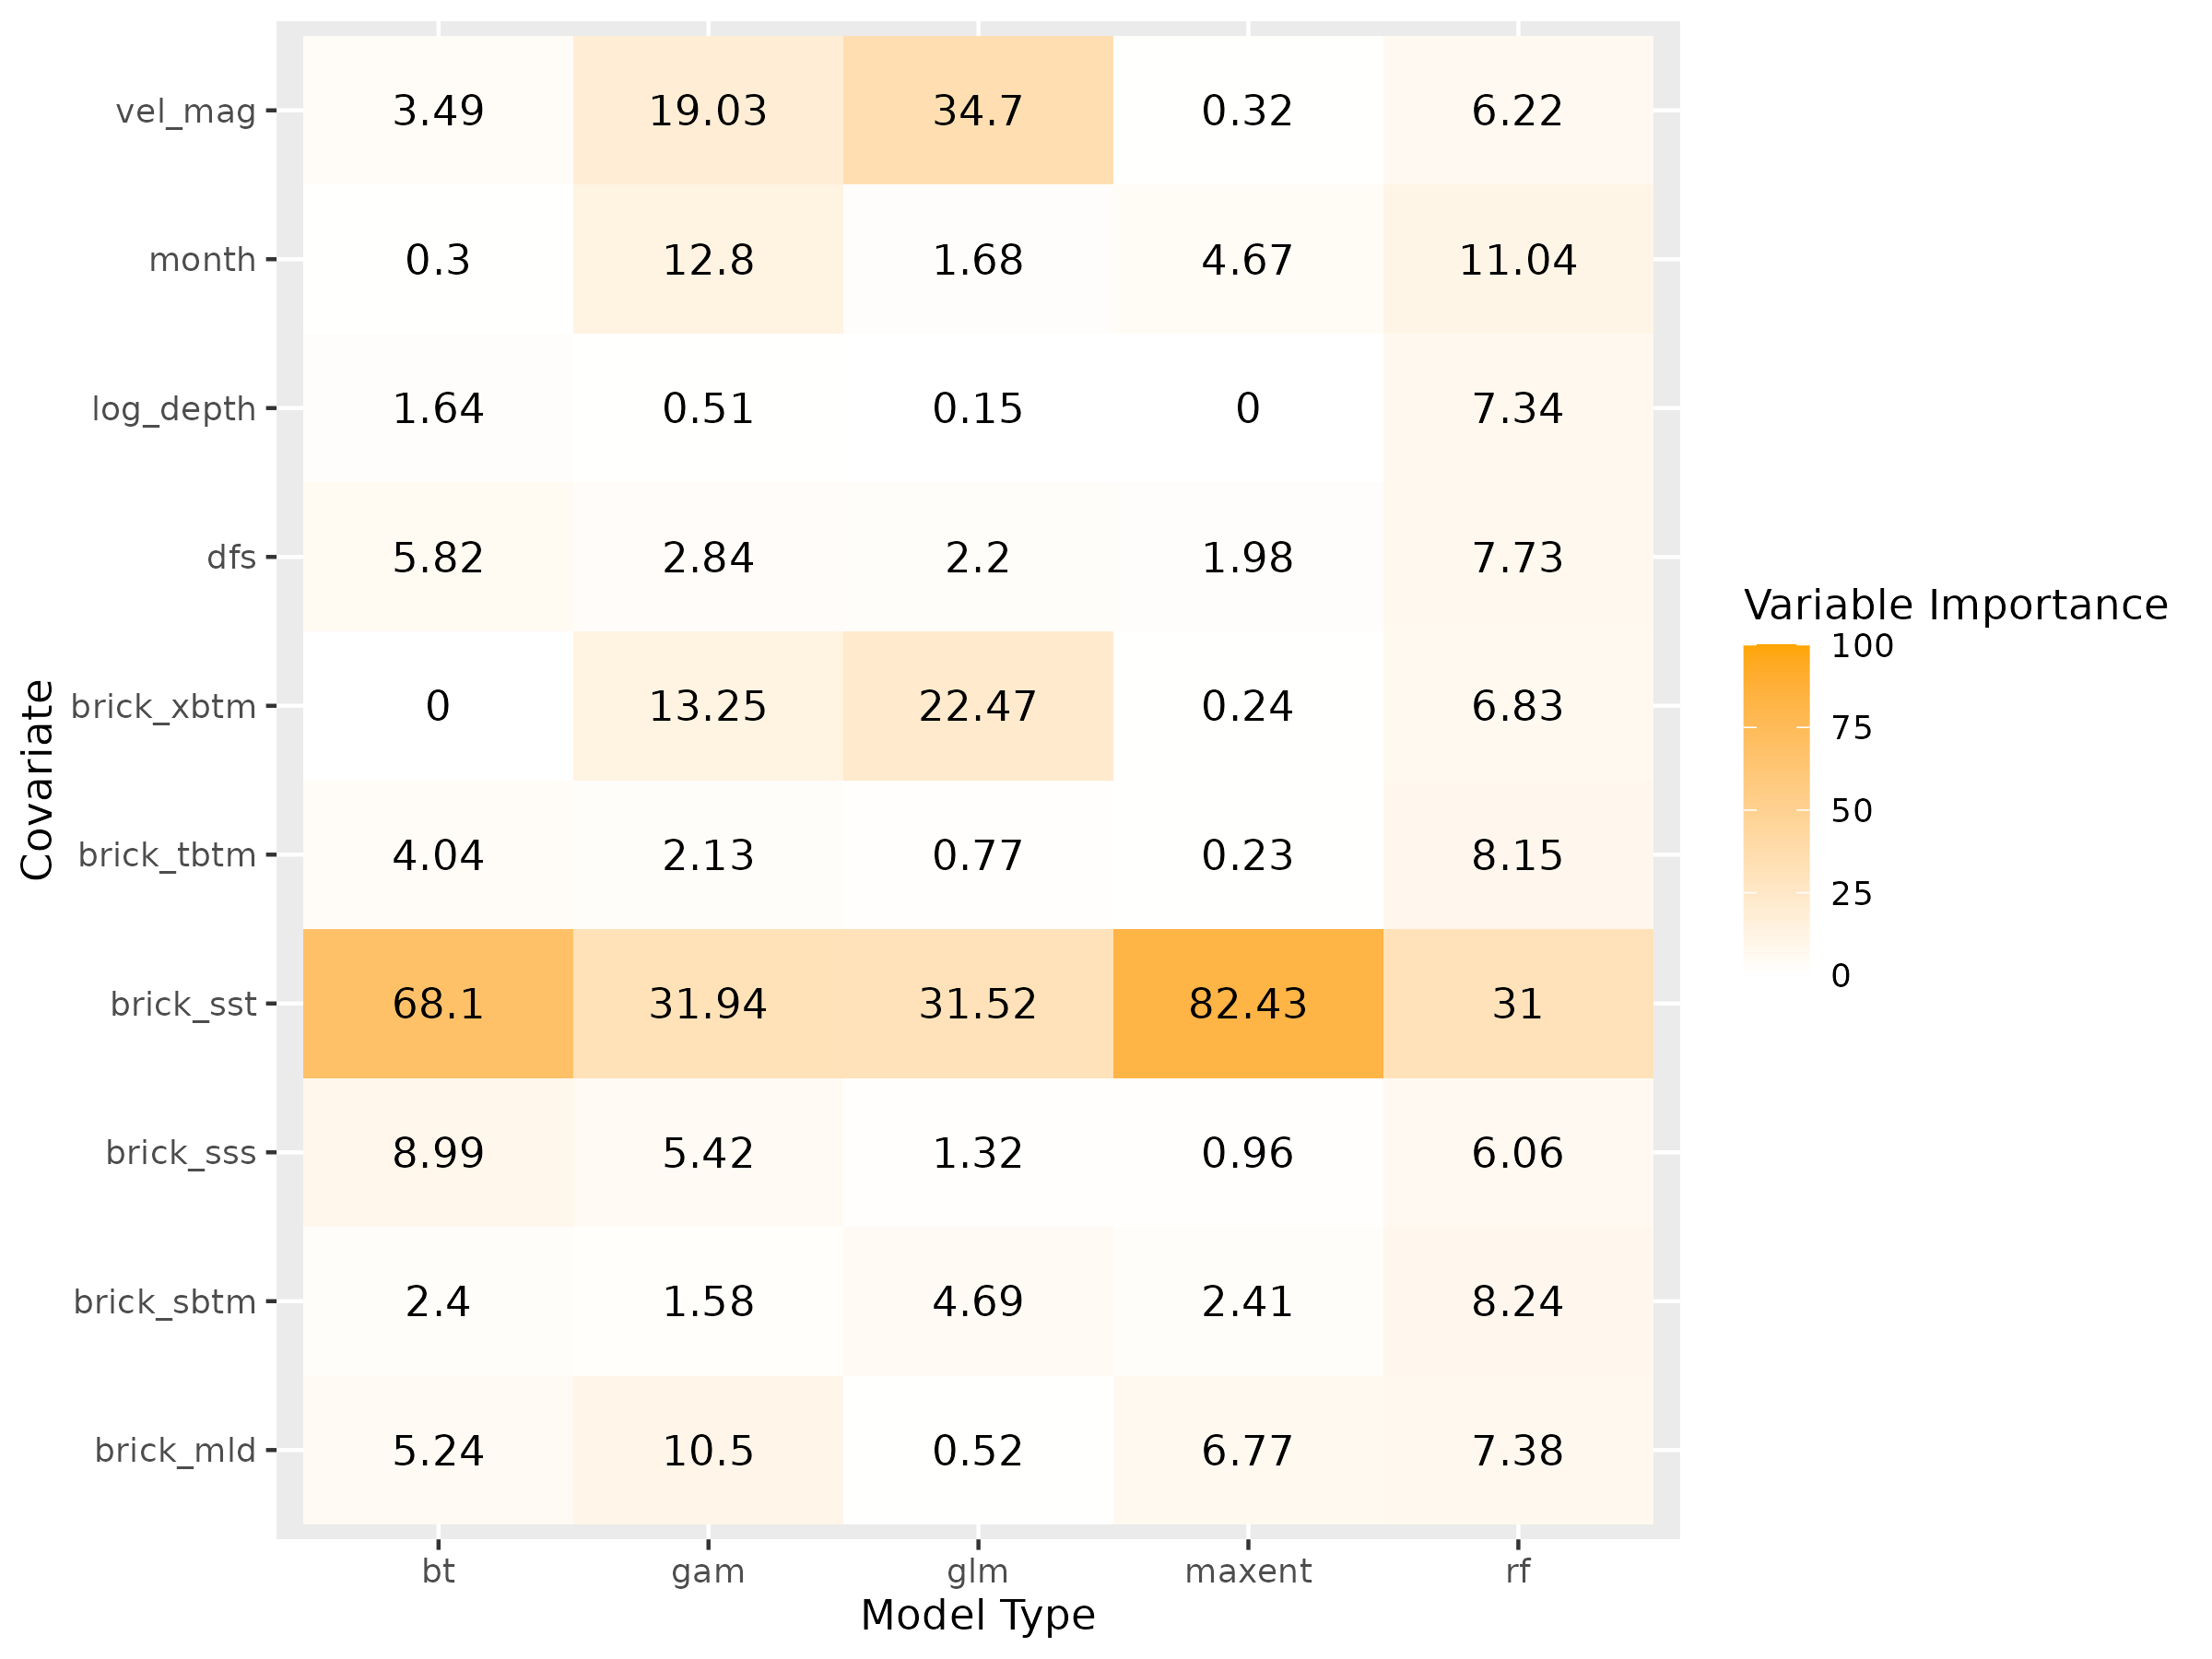 vel_mag 3.49 19.03 34.7 0.32 6.22
month 0.3 12.8 1.68 4.67 11.04
log_depth 1.64 0.51 0.15 0 7.34
dfs 5.82 2.84 2.2 1.98 7.73
brick_xbtm 0 13.25 22.47 0.24 6.83
brick_tbtm 4.04 2.13 0.77 0.23 8.15
brick_sst 68.1 31.94 31.52 82.43 31
brick_sss 8.99 5.42 1.32 0.96 6.06
brick_sbtm 2.4 1.58 4.69 2.41 8.24
brick_mld 5.24 10.5 0.52 6.77 7.38
bt gam glm maxent rf
Model Type
Covariate
Variable Importance
100
75
50
25
0